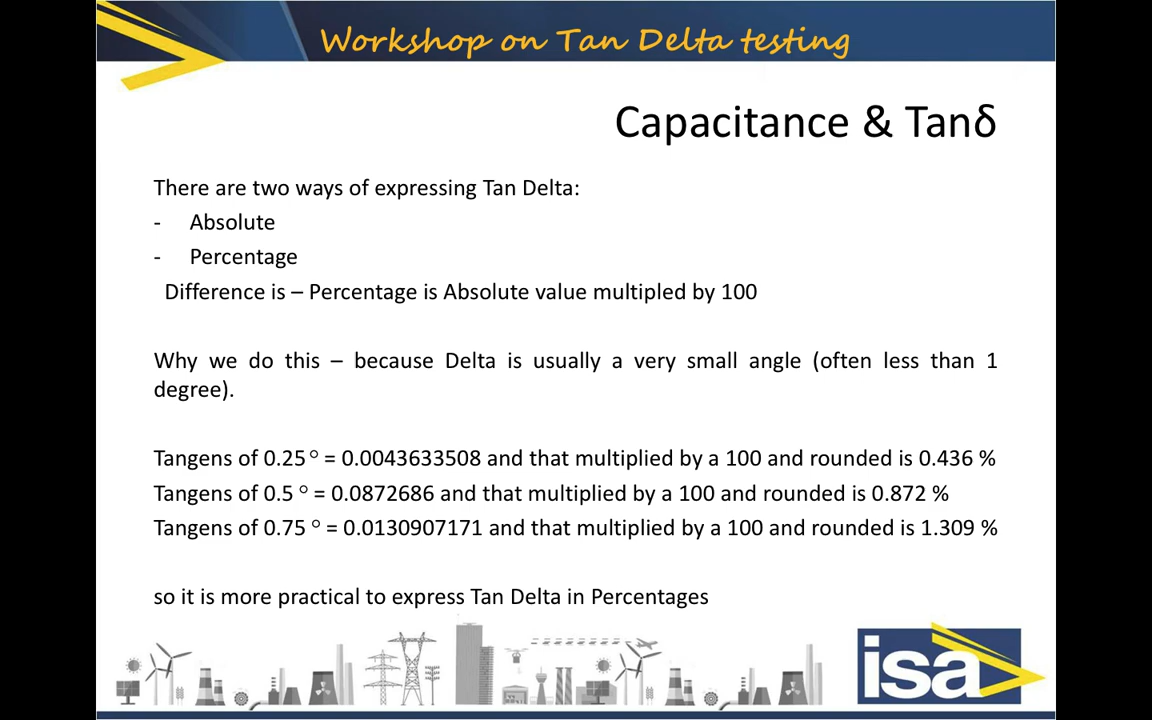 Workshop on Tan Delta testing
Capacitance & Tanδ
There are two ways of expressing Tan Delta:
- Absolute
- Percentage
Difference is – Percentage is Absolute value multipled by 100
Why we do this – because Delta is usually a very small angle (often less than 1
degree).
Tangens of 0.25° = 0.0043633508 and that multiplied by a 100 and rounded is 0.436 %
Tangens of 0.5 ° = 0.0872686 and that multiplied by a 100 and rounded is 0.872 %
Tangens of 0.75 ° = 0.0130907171 and that multiplied by a 100 and rounded is 1.309 %
so it is more practical to express Tan Delta in Percentages
isa